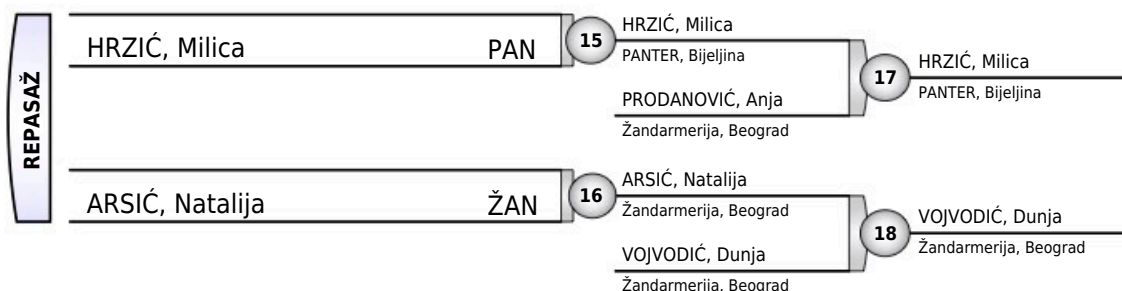 REPASAŽ
HRZIĆ, Milica PAN
15
HRZIĆ, Milica
PANTER, Bijeljina
PRODANOVIĆ, Anja
Žandarmerija, Beograd
17
HRZIĆ, Milica
PANTER, Bijeljina
ARSIĆ, Natalija ŽAN
16
ARSIĆ, Natalija
Žandarmerija, Beograd
VOJVODIĆ, Dunja
Žandarmerija, Beograd
18
VOJVODIĆ, Dunja
Žandarmerija, Beograd